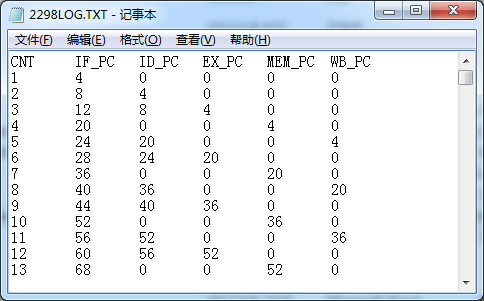 2298LOG.TXT - 记事本
文件(F) 编辑(E) 格式(O) 查看(V) 帮助(H)
CNT IF_PC ID_PC EX_PC MEM_PC WB_PC
1 4 0 0 0 0
2 8 4 0 0 0
3 12 8 4 0 0
4 20 0 0 4 0
5 24 20 0 0 4
6 28 24 20 0 0
7 36 0 0 20 0
8 40 36 0 0 20
9 44 40 36 0 0
10 52 0 0 36 0
11 56 52 0 0 36
12 60 56 52 0 0
13 68 0 0 52 0